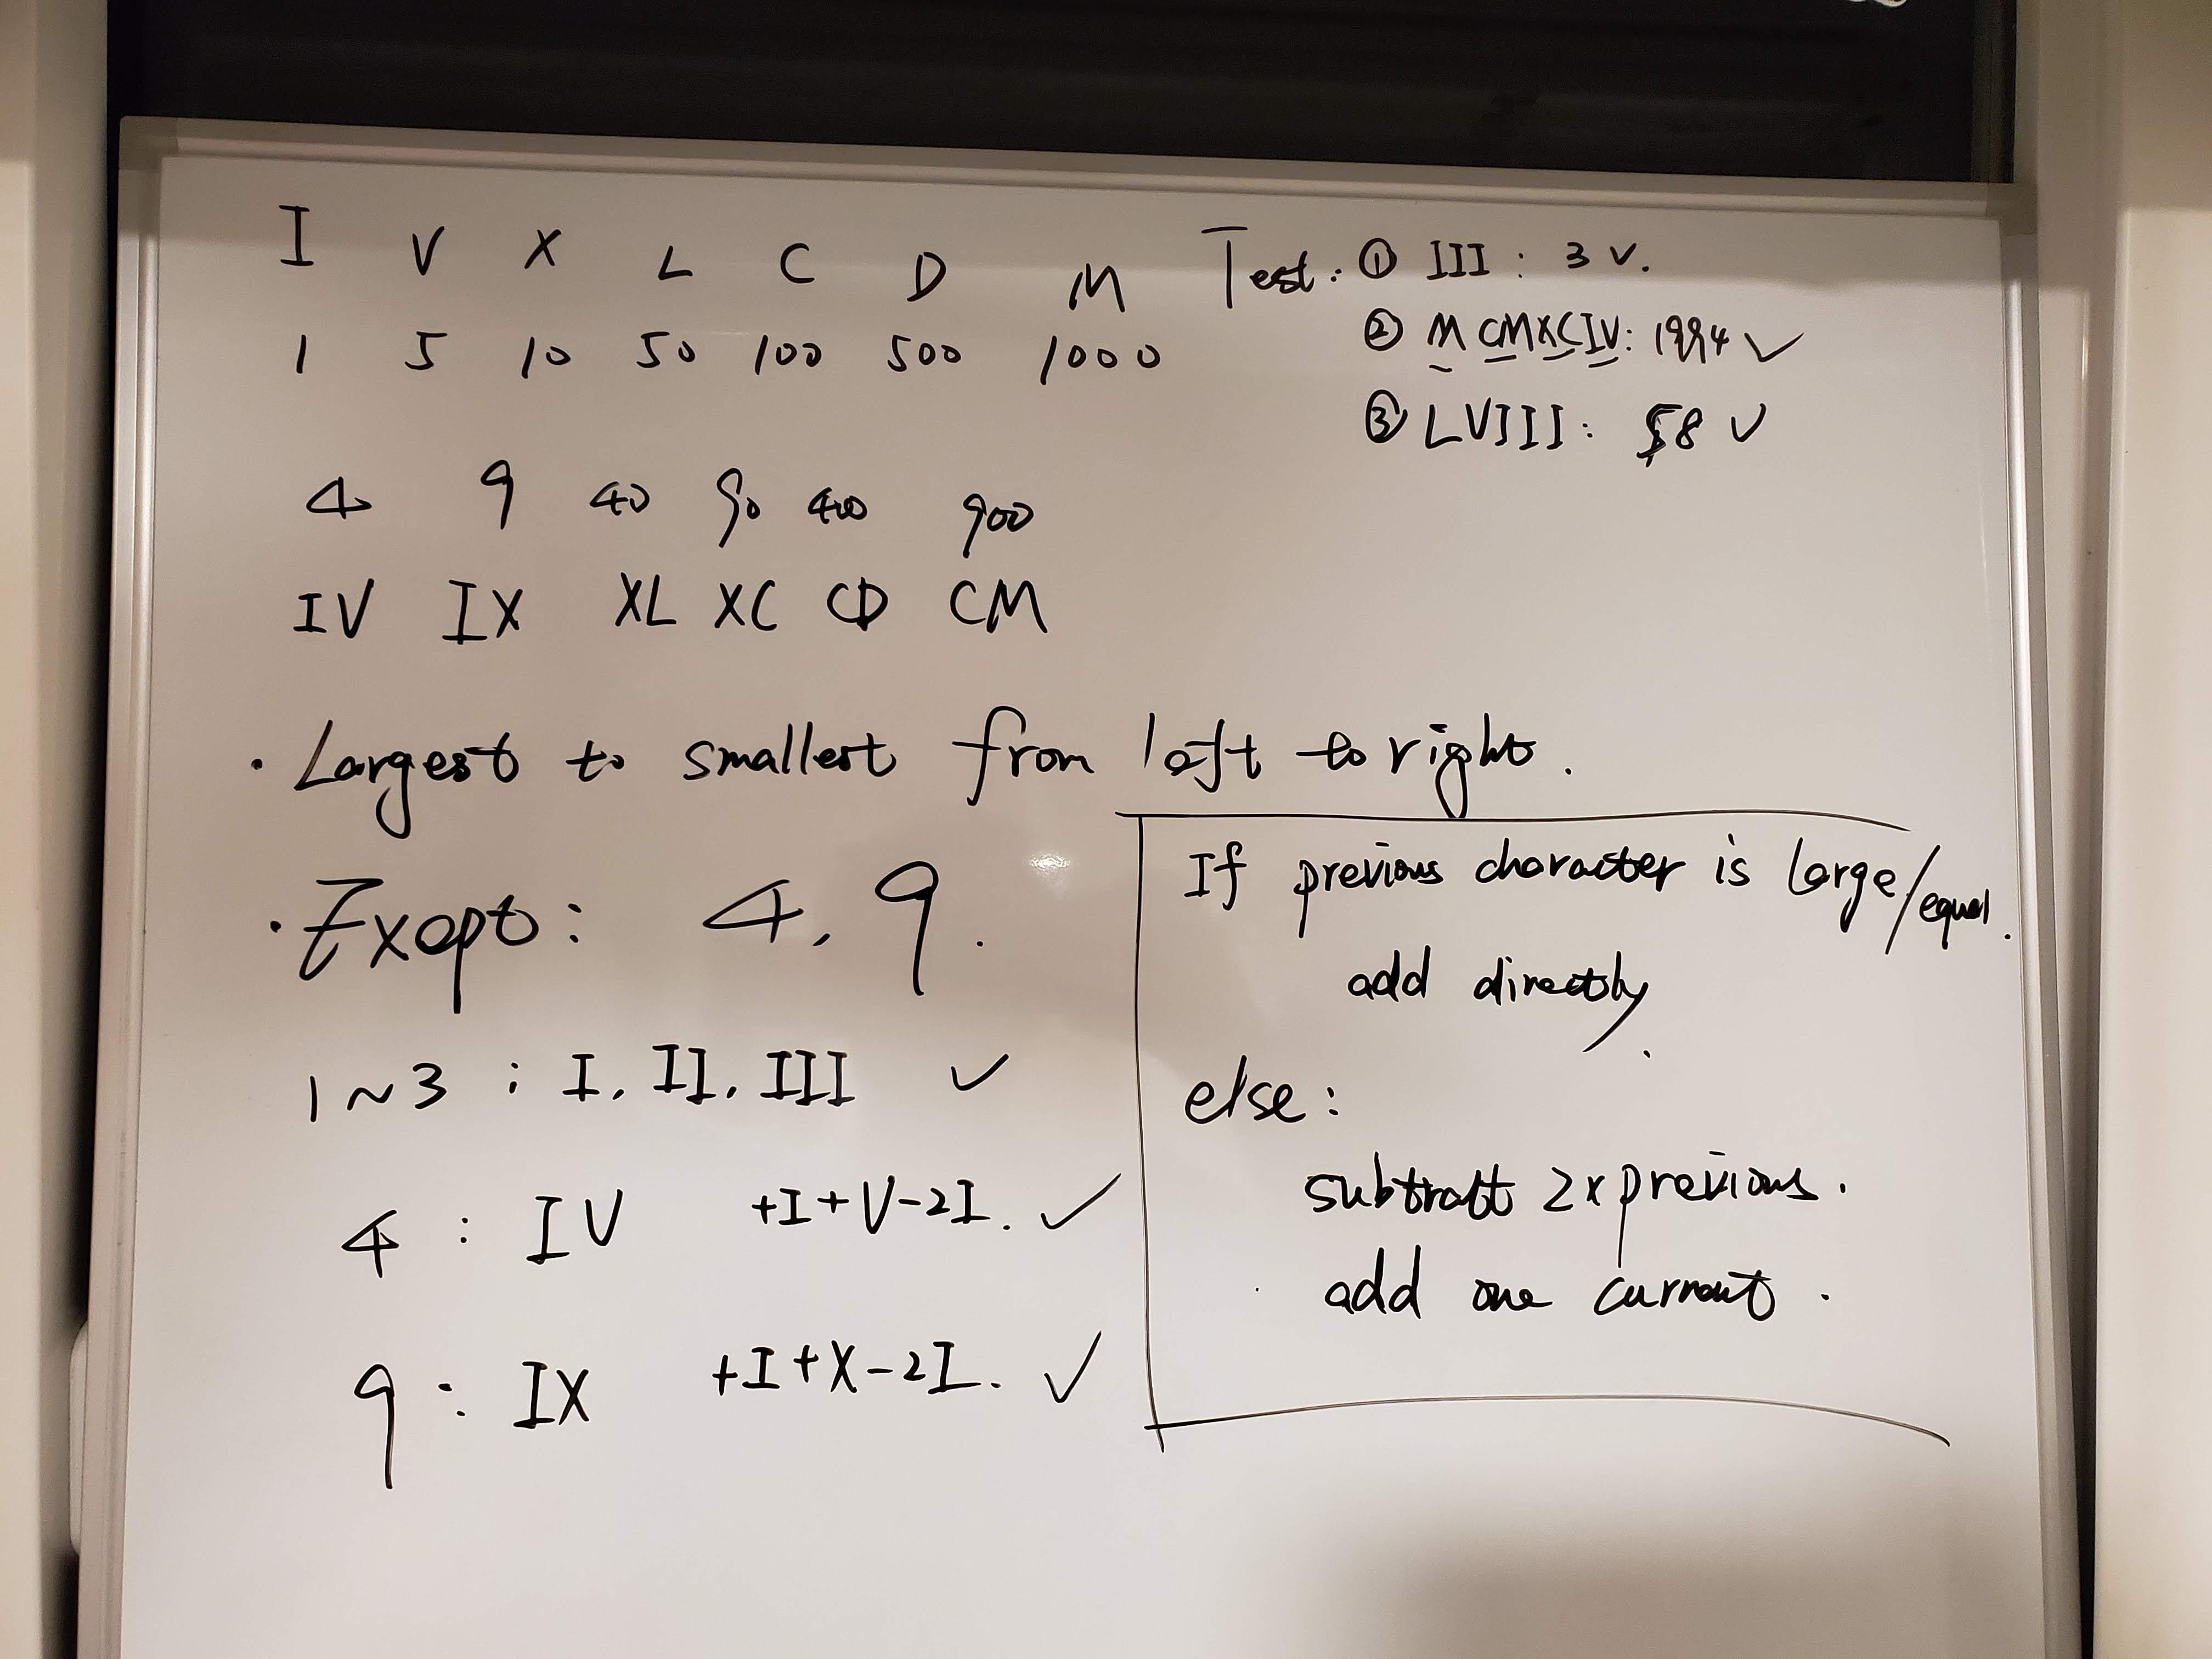 I V X L C D M
1 5 10 50 100 500 1000
Test: ① III : 3 ✓.
② MCMXCIV: 1994 ✓
③ LVIII: 58 ✓
4 9 40 90 400 900
IV IX XL XC CD CM
· Largest to smallest from left to right.
· Exept: 4, 9.
1~3 : I, II, III ✓
4 : IV +I+V-2I. ✓
9 : IX +I+X-2I. ✓
If previous character is large/equal.
add directly.
else:
subtratt 2x previous.
add one current.